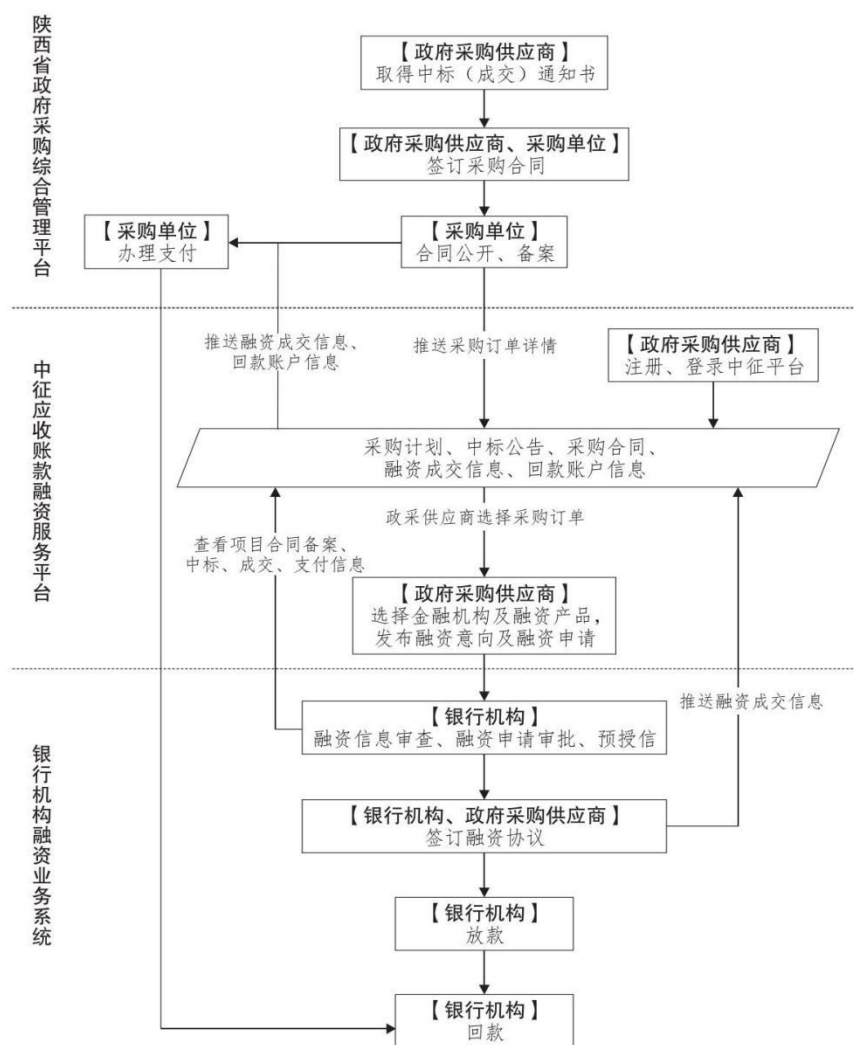 陕西省政府采购综合管理平台
【政府采购供应商】
取得中标（成交）通知书
【政府采购供应商、采购单位】
签订采购合同
【采购单位】
办理支付
【采购单位】
合同公开、备案
中征应收账款融资服务平台
推送融资成交信息、
回款账户信息
推送采购订单详情
【政府采购供应商】
注册、登录中征平台
采购计划、中标公告、采购合同、
融资成交信息、回款账户信息
政采供应商选择采购订单
查看项目合同备案、
中标、成交、支付信息
【政府采购供应商】
选择金融机构及融资产品，
发布融资意向及融资申请
银行机构融资业务系统
【银行机构】
融资信息审查、融资申请审批、预授信
推送融资成交信息
【银行机构、政府采购供应商】
签订融资协议
【银行机构】
放款
【银行机构】
回款